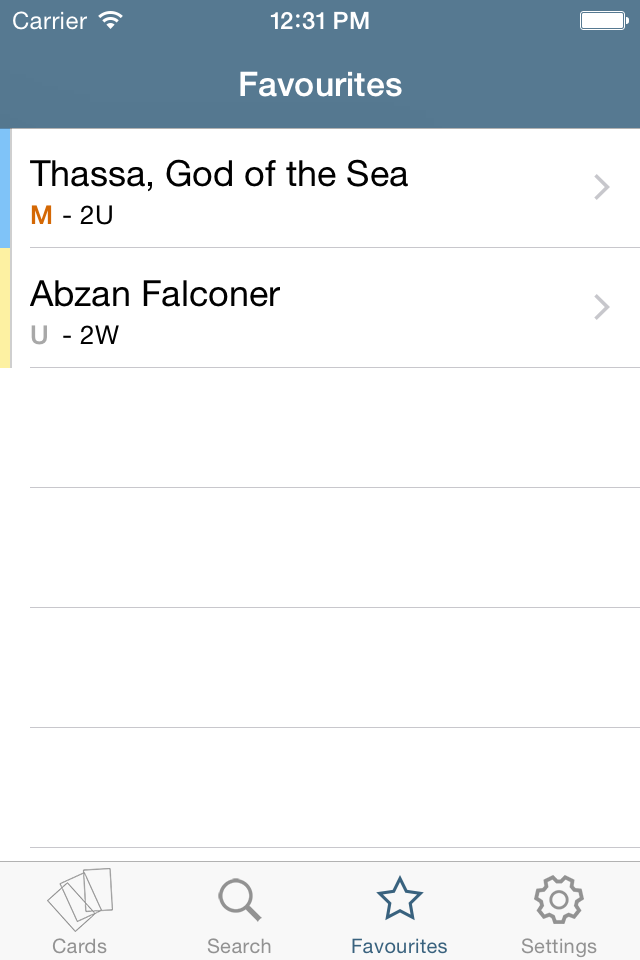 Carrier 12:31 PM
Favourites
Thassa, God of the Sea
M - 2U
Abzan Falconer
U - 2W
Cards Search Favourites Settings